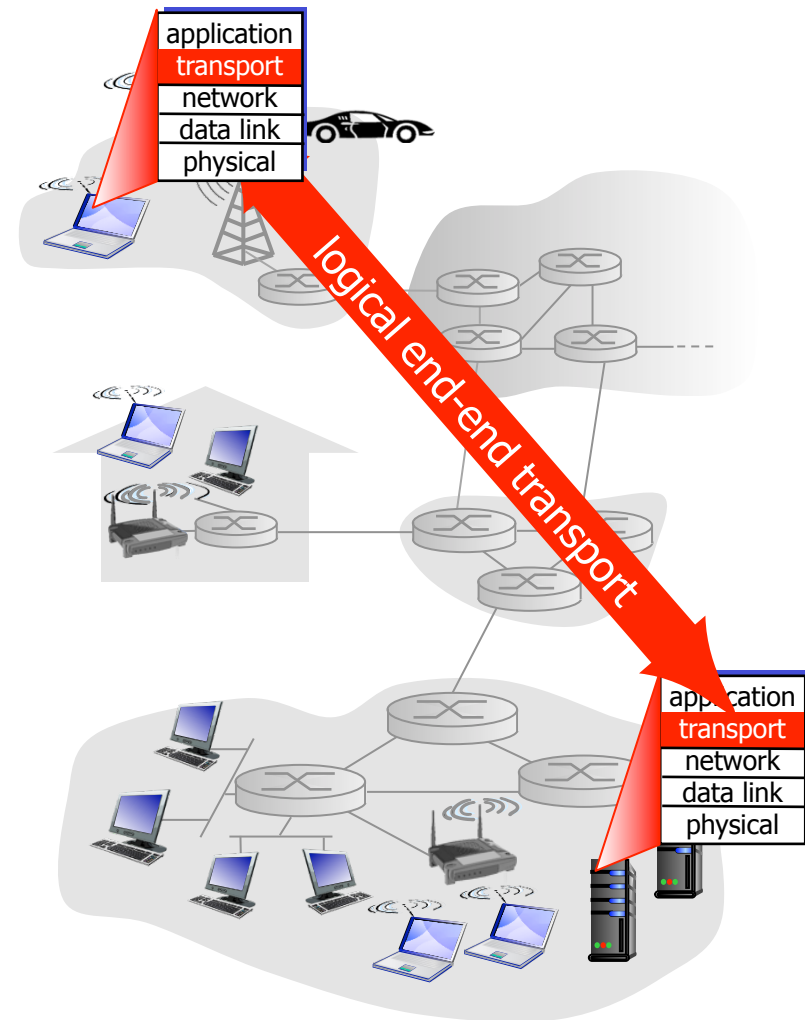 application
transport
network
data link
physical
logical end-end transport
application
transport
network
data link
physical